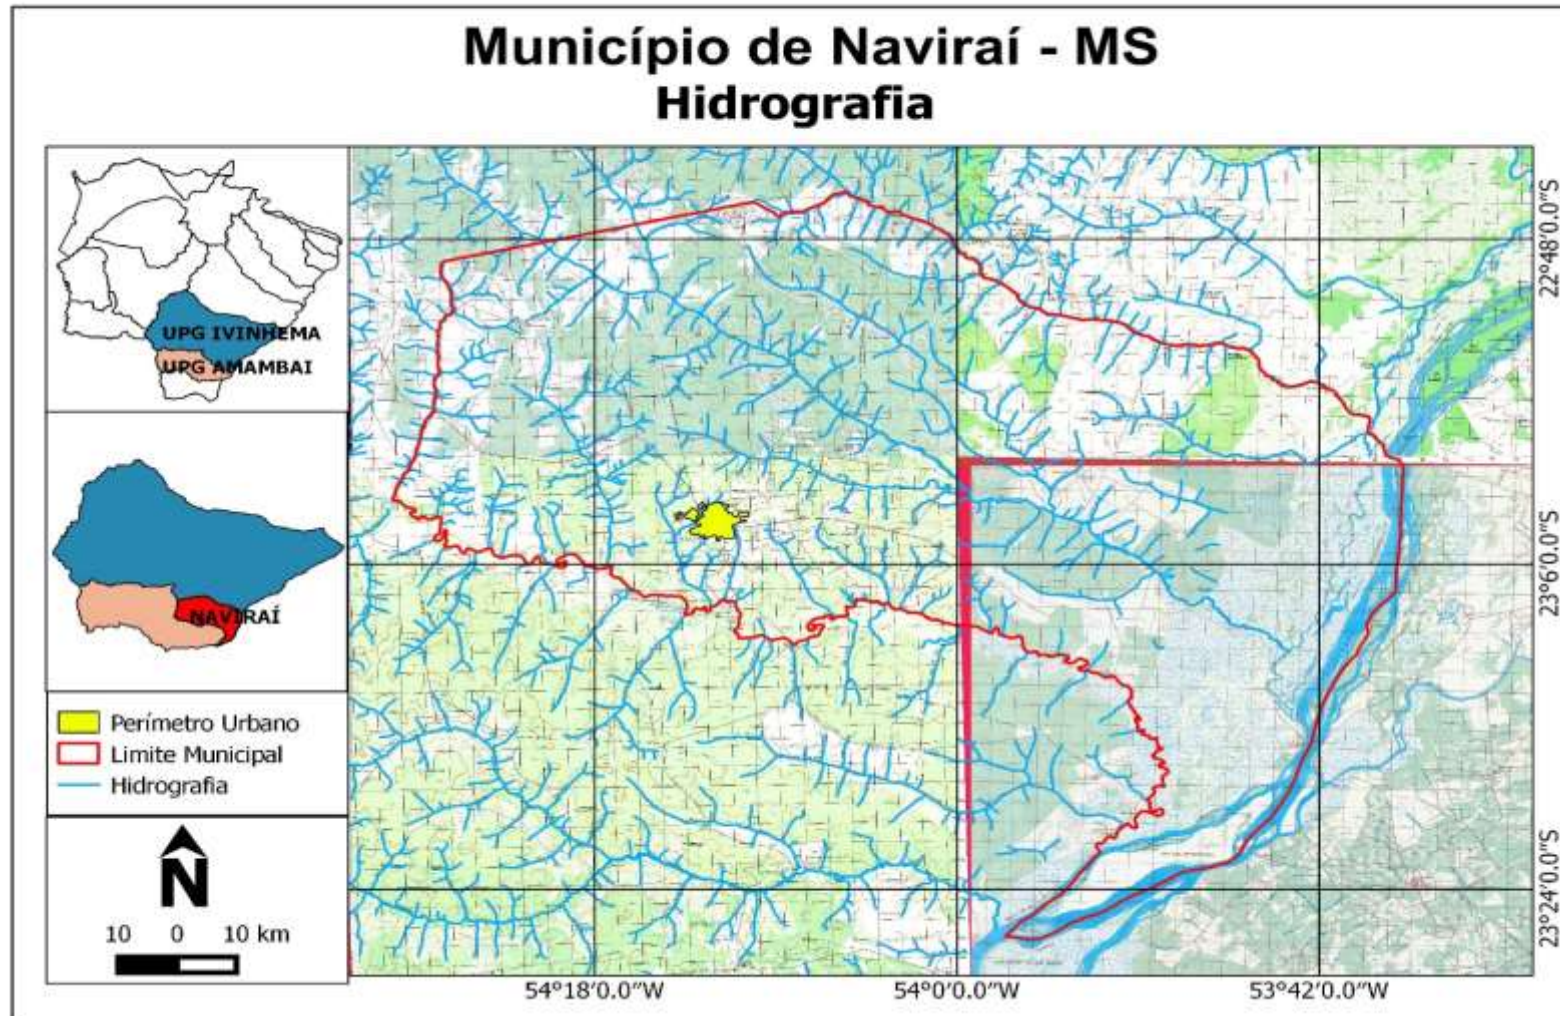 Município de Naviraí - MS
Hidrografia
UPG IVINHEMA
UPG AMAMBAI
NAVIRAÍ
Perímetro Urbano
Limite Municipal
Hidrografia
N
10 0 10 km
22°48'0.0"S
23°6'0.0"S
23°24'0.0"S
54°18'0.0"W
54°0'0.0"W
53°42'0.0"W